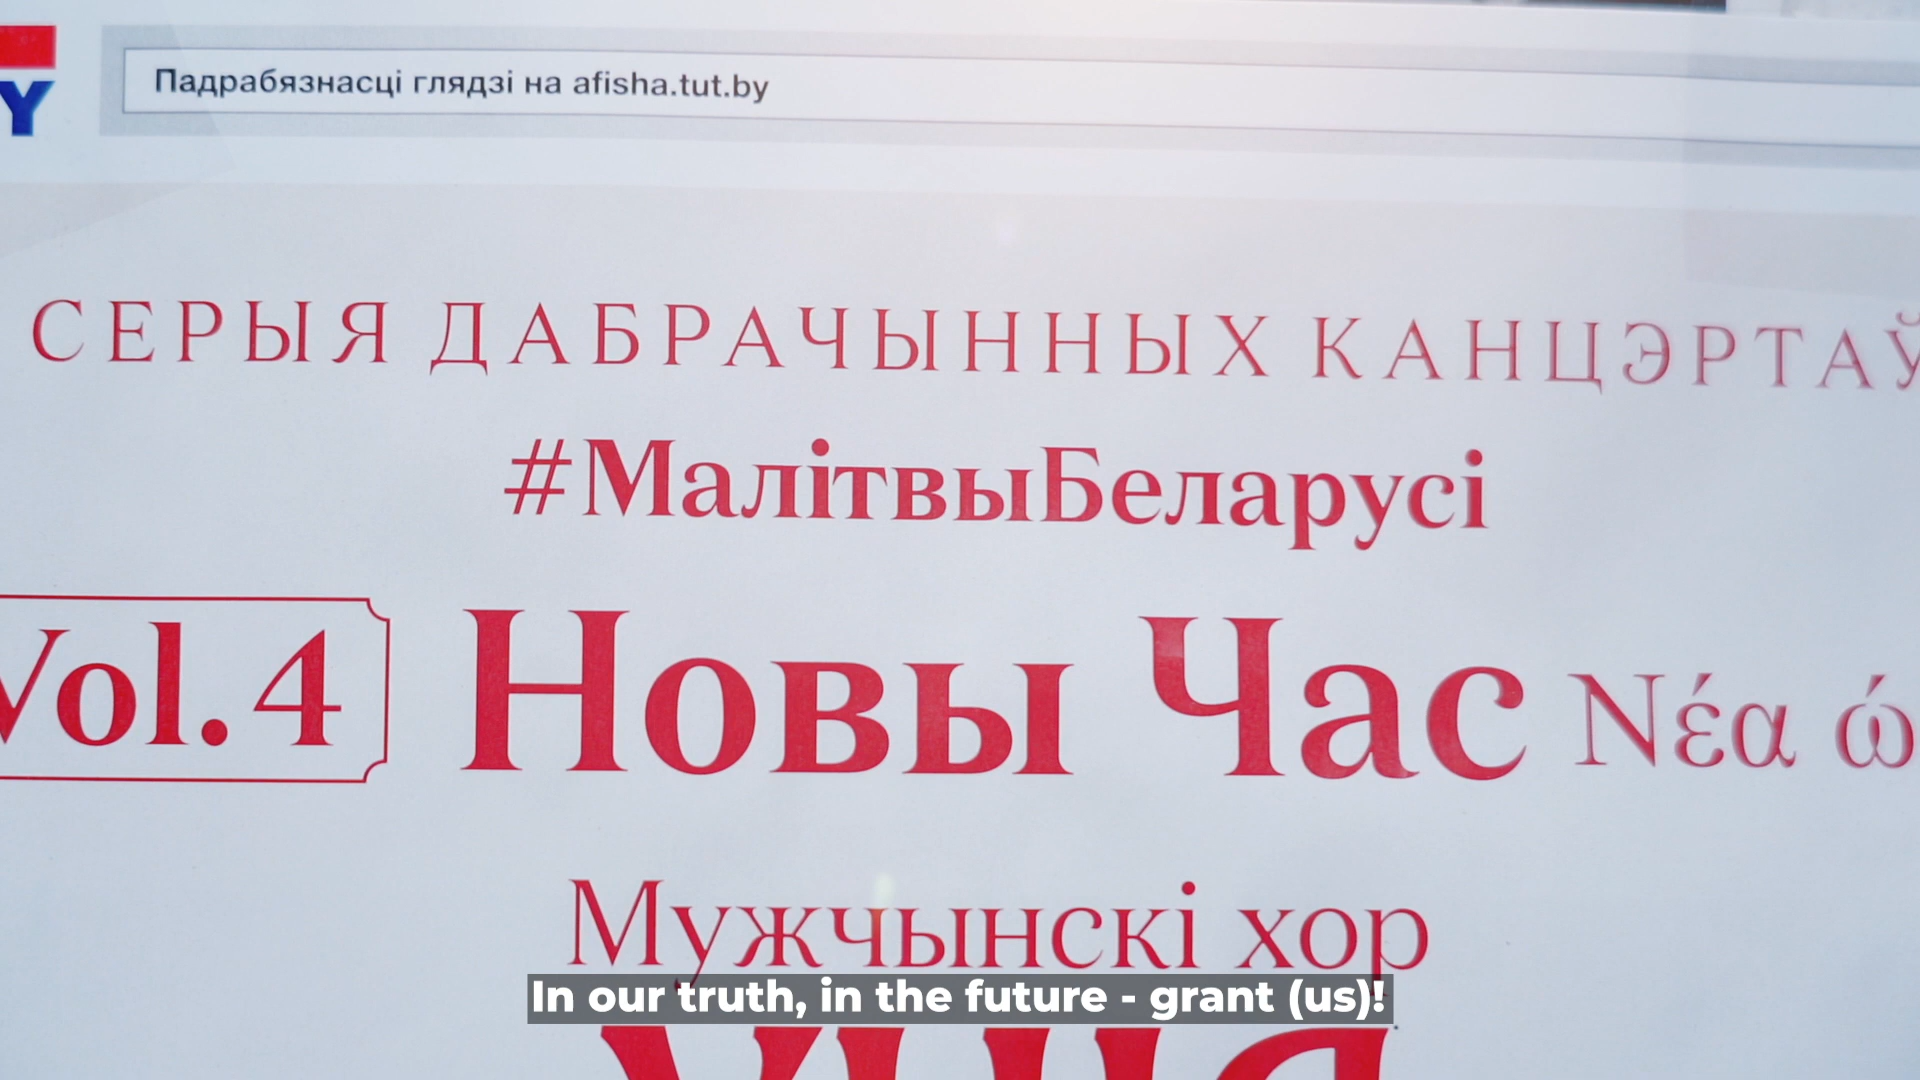 Y
Падрабязнасці глядзі на afisha.tut.by
СЕРЫЯ ДАБРАЧЫННЫХ КАНЦЭРТАЎ
#МалітвыБеларусі
Vol.4 Новы Час Νέα
Мужчынскі хор
In our truth, in the future - grant (us)!